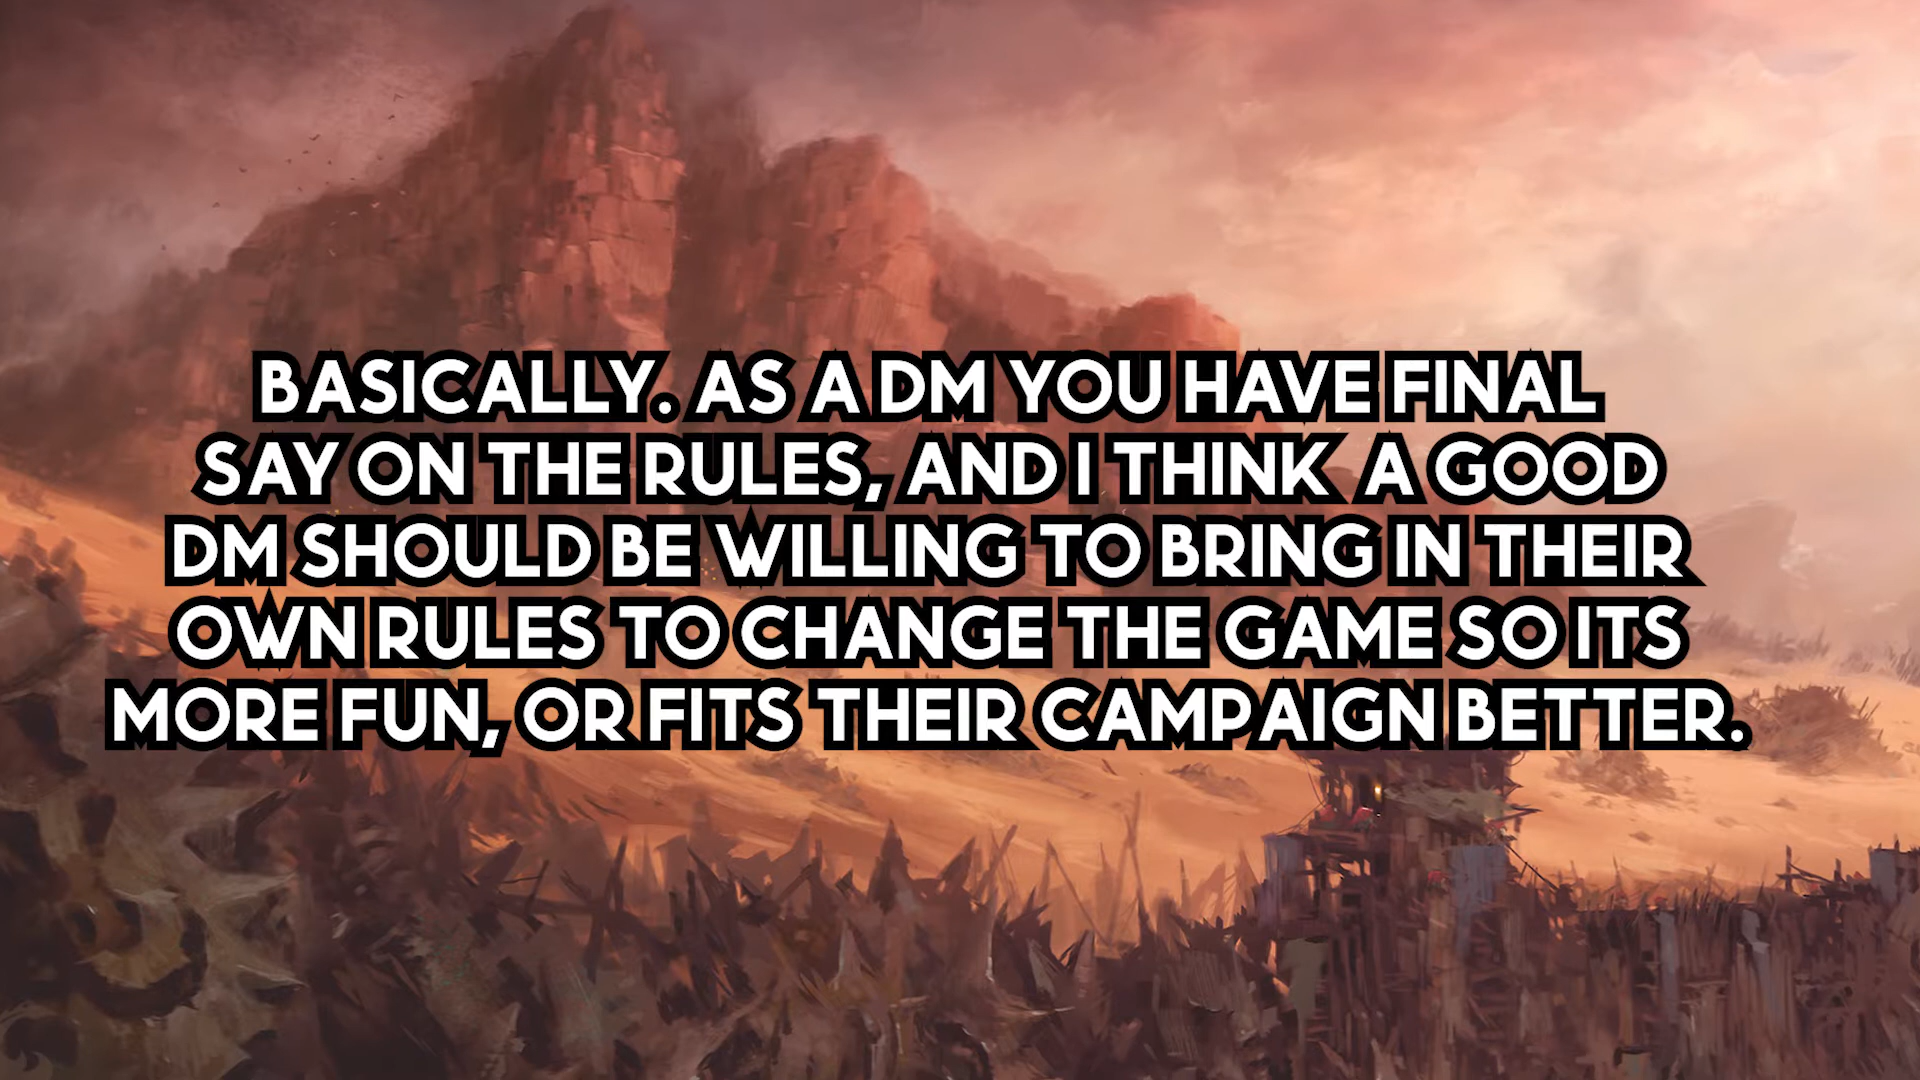 BASICALLY. AS A DM YOU HAVE FINAL
SAY ON THE RULES, AND I THINK A GOOD
DM SHOULD BE WILLING TO BRING IN THEIR
OWN RULES TO CHANGE THE GAME SO ITS
MORE FUN, OR FITS THEIR CAMPAIGN BETTER.